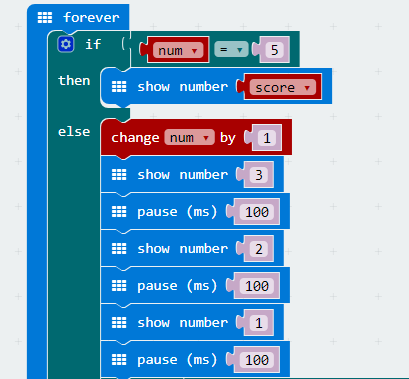 forever
if num = 5
then show number score
else change num by 1
show number 3
pause (ms) 100
show number 2
pause (ms) 100
show number 1
pause (ms) 100